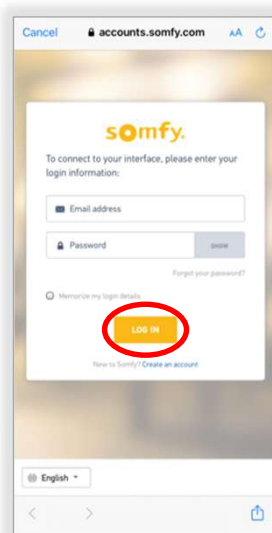 Cancel accounts.somfy.com AA
somfy.
To connect to your interface, please enter your
login information:
Email address
Password SHOW
Forgot your password?
Memorize my login details
LOG IN
New to Somfy? Create an account
English